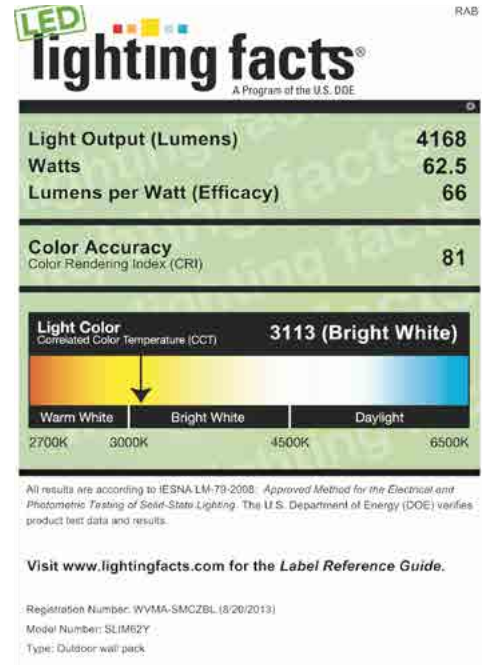 RAB
LED
lighting facts®
A Program of the U.S. DOE
Light Output (Lumens) 4168
Watts 62.5
Lumens per Watt (Efficacy) 66
Color Accuracy
Color Rendering Index (CRI) 81
Light Color
Correlated Color Temperature (CCT) 3113 (Bright White)
Warm White Bright White Daylight
2700K 3000K 4500K 6500K
All results are according to IESNA LM-79-2008: Approved Method for the Electrical and
Photometric Testing of Solid-State Lighting. The U.S. Department of Energy (DOE) verifies
product test data and results.
Visit www.lightingfacts.com for the Label Reference Guide.
Registration Number: WVMA-SMCZBL (8/20/2013)
Model Number: SLIM62Y
Type: Outdoor wall pack